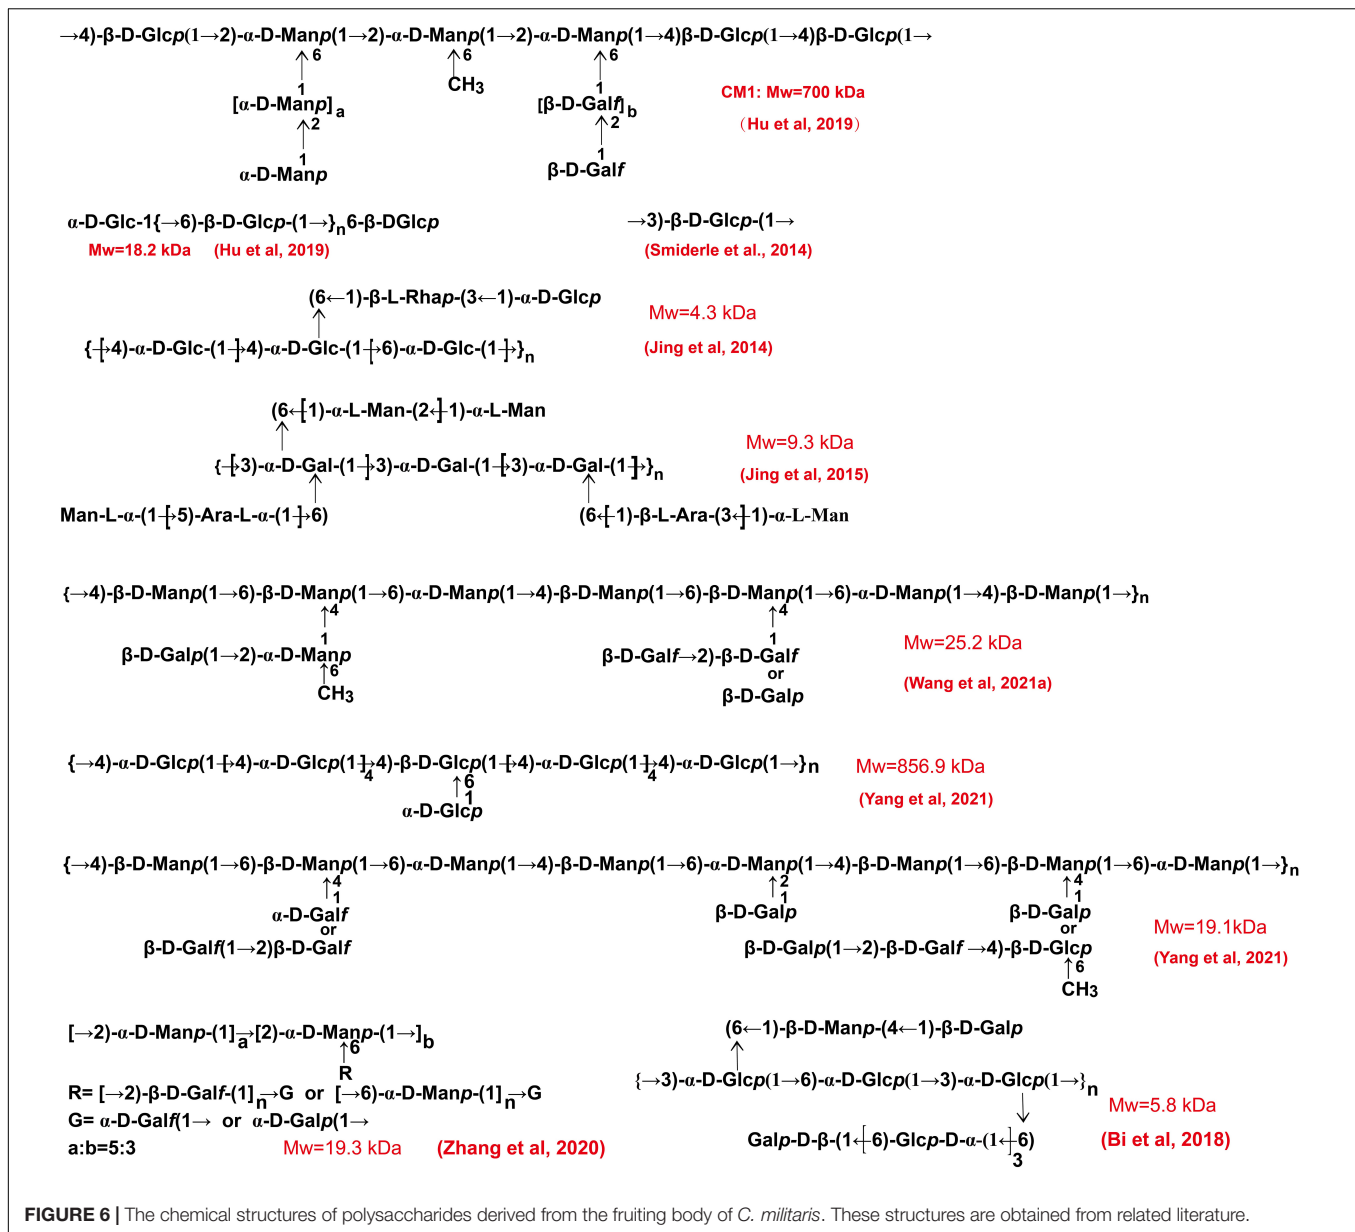 →4)-β-D-Glcp(1→2)-α-D-Manp(1→2)-α-D-Manp(1→2)-α-D-Manp(1→4)β-D-Glcp(1→4)β-D-Glcp(1→
↑6 ↑6 ↑6
1 CH3 1
[α-D-Manp]a [β-D-Galf]b CM1: Mw=700 kDa
↑2 ↑2 (Hu et al, 2019)
1 1
α-D-Manp β-D-Galf
α-D-Glc-1{→6)-β-D-Glcp-(1→}n6-β-DGlcp →3)-β-D-Glcp-(1→
Mw=18.2 kDa (Hu et al, 2019) (Smiderle et al., 2014)
(6←1)-β-L-Rhap-(3←1)-α-D-Glcp
↑ Mw=4.3 kDa
{[→4)-α-D-Glc-(1→]4)-α-D-Glc-(1→[6)-α-D-Glc-(1→]}n (Jing et al, 2014)
(6←[1)-α-L-Man-(2←]1)-α-L-Man
↑ Mw=9.3 kDa
{→[3)-α-D-Gal-(1→]3)-α-D-Gal-(1→[3)-α-D-Gal-(1→]}n (Jing et al, 2015)
↑ ↑
Man-L-α-(1→[5)-Ara-L-α-(1]→6) (6←[1)-β-L-Ara-(3←]1)-α-L-Man
{→4)-β-D-Manp(1→6)-β-D-Manp(1→6)-α-D-Manp(1→4)-β-D-Manp(1→6)-β-D-Manp(1→6)-α-D-Manp(1→4)-β-D-Manp(1→}n
↑4 ↑4
1 1 Mw=25.2 kDa
β-D-Galp(1→2)-α-D-Manp β-D-Galf→2)-β-D-Galf
↑6 or (Wang et al, 2021a)
CH3 β-D-Galp
{→4)-α-D-Glcp(1→[4)-α-D-Glcp(1]4→4)-β-D-Glcp(1→[4)-α-D-Glcp(1]4→4)-α-D-Glcp(1→}n Mw=856.9 kDa
↑6 (Yang et al, 2021)
1
α-D-Glcp
{→4)-β-D-Manp(1→6)-β-D-Manp(1→6)-α-D-Manp(1→4)-β-D-Manp(1→6)-α-D-Manp(1→4)-β-D-Manp(1→6)-β-D-Manp(1→6)-α-D-Manp(1→}n
↑4 ↑2 ↑4
1 1 1
α-D-Galf β-D-Galp β-D-Galp
or or Mw=19.1kDa
β-D-Galf(1→2)β-D-Galf β-D-Galp(1→2)-β-D-Galf →4)-β-D-Glcp
↑6 (Yang et al, 2021)
CH3
[→2)-α-D-Manp-(1]a→[2)-α-D-Manp-(1→]b
↑6
R
R= [→2)-β-D-Galf-(1]n→G or [→6)-α-D-Manp-(1]n→G
G= α-D-Galf(1→ or α-D-Galp(1→
a:b=5:3 Mw=19.3 kDa (Zhang et al, 2020)
(6←1)-β-D-Manp-(4←1)-β-D-Galp
↑
{→3)-α-D-Glcp(1→6)-α-D-Glcp(1→3)-α-D-Glcp(1→}n
↓ Mw=5.8 kDa
Galp-D-β-(1←[6)-Glcp-D-α-(1←]3 6) (Bi et al, 2018)
FIGURE 6 | The chemical structures of polysaccharides derived from the fruiting body of C. militaris. These structures are obtained from related literature.